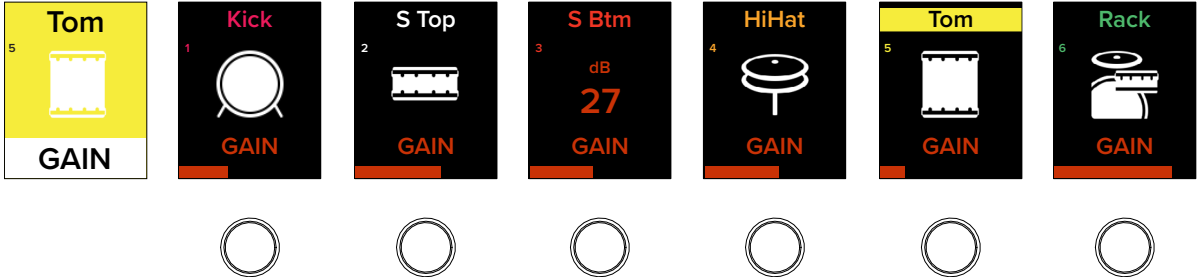 Tom
5
GAIN
Kick
1
GAIN
S Top
2
GAIN
S Btm
3
dB
27
GAIN
HiHat
4
GAIN
Tom
5
GAIN
Rack
6
GAIN